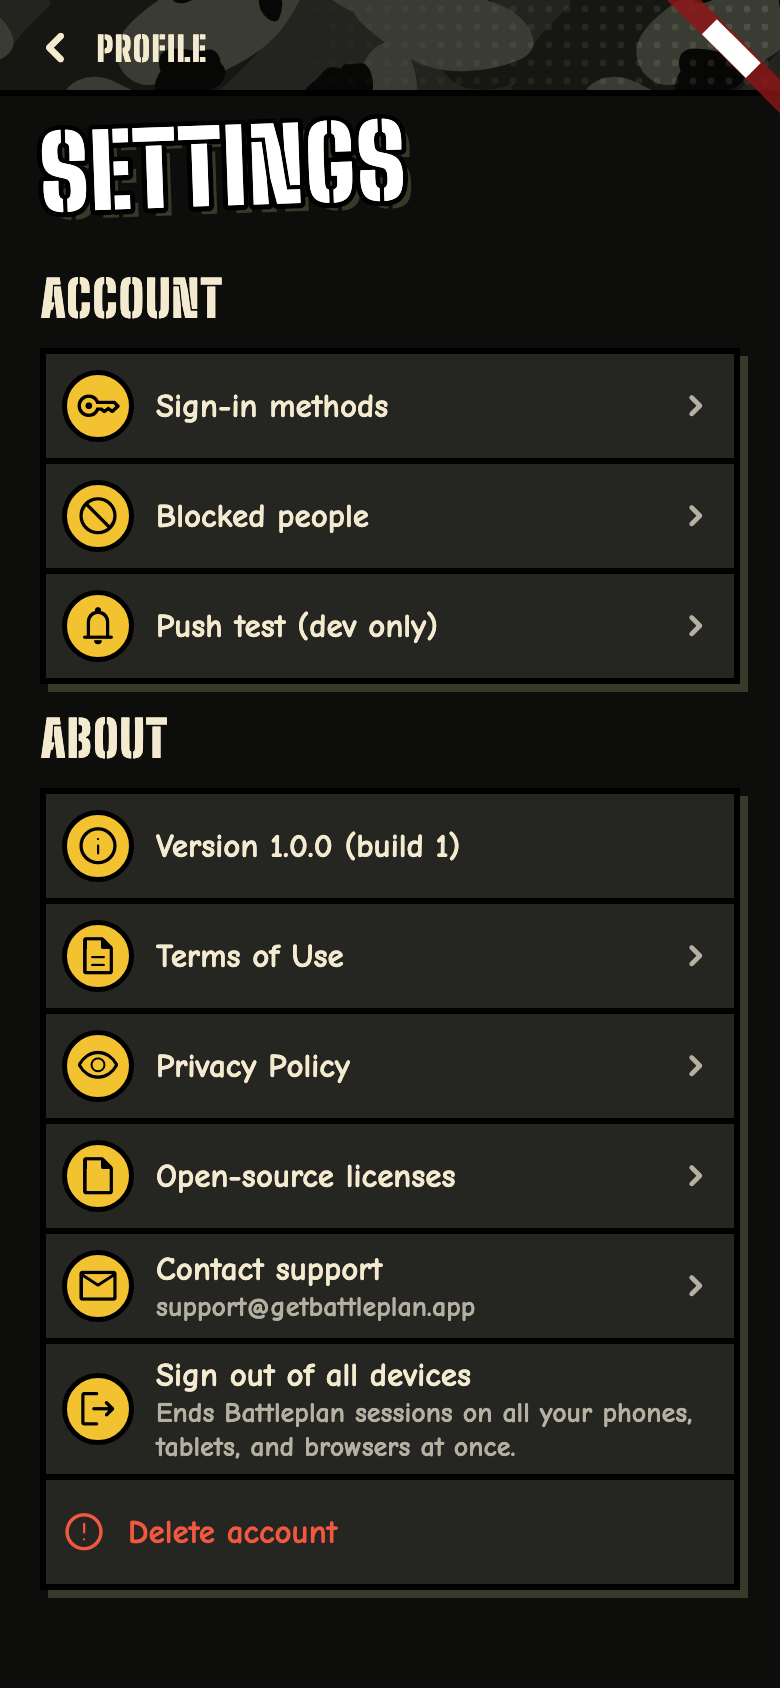 PROFILE
SETTINGS
ACCOUNT
Sign-in methods
Blocked people
Push test (dev only)
ABOUT
Version 1.0.0 (build 1)
Terms of Use
Privacy Policy
Open-source licenses
Contact support
support@getbattleplan.app
Sign out of all devices
Ends Battleplan sessions on all your phones,
tablets, and browsers at once.
Delete account